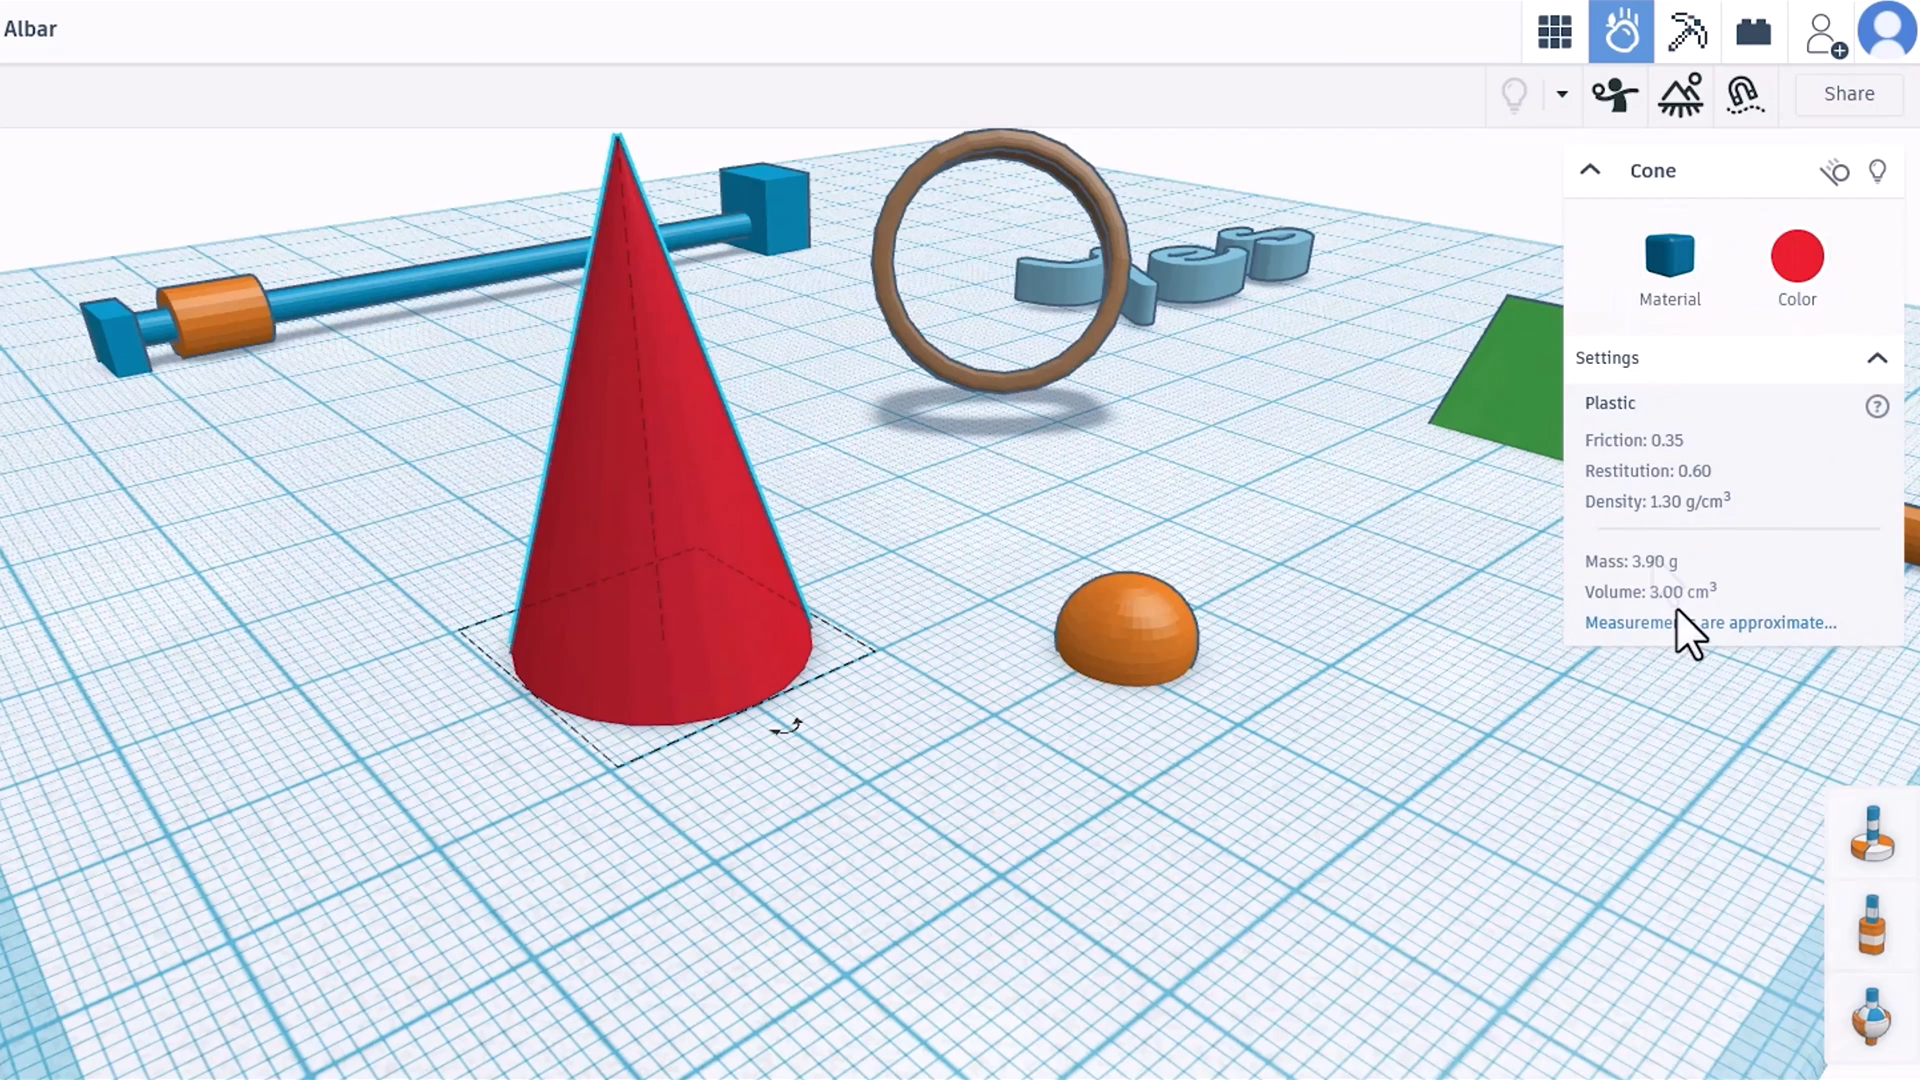 Albar
Share
Cone
Material
Color
Settings
Plastic
Friction: 0.35
Restitution: 0.60
Density: 1.30 g/cm³
Mass: 3.90 g
Volume: 3.00 cm³
are approximate...